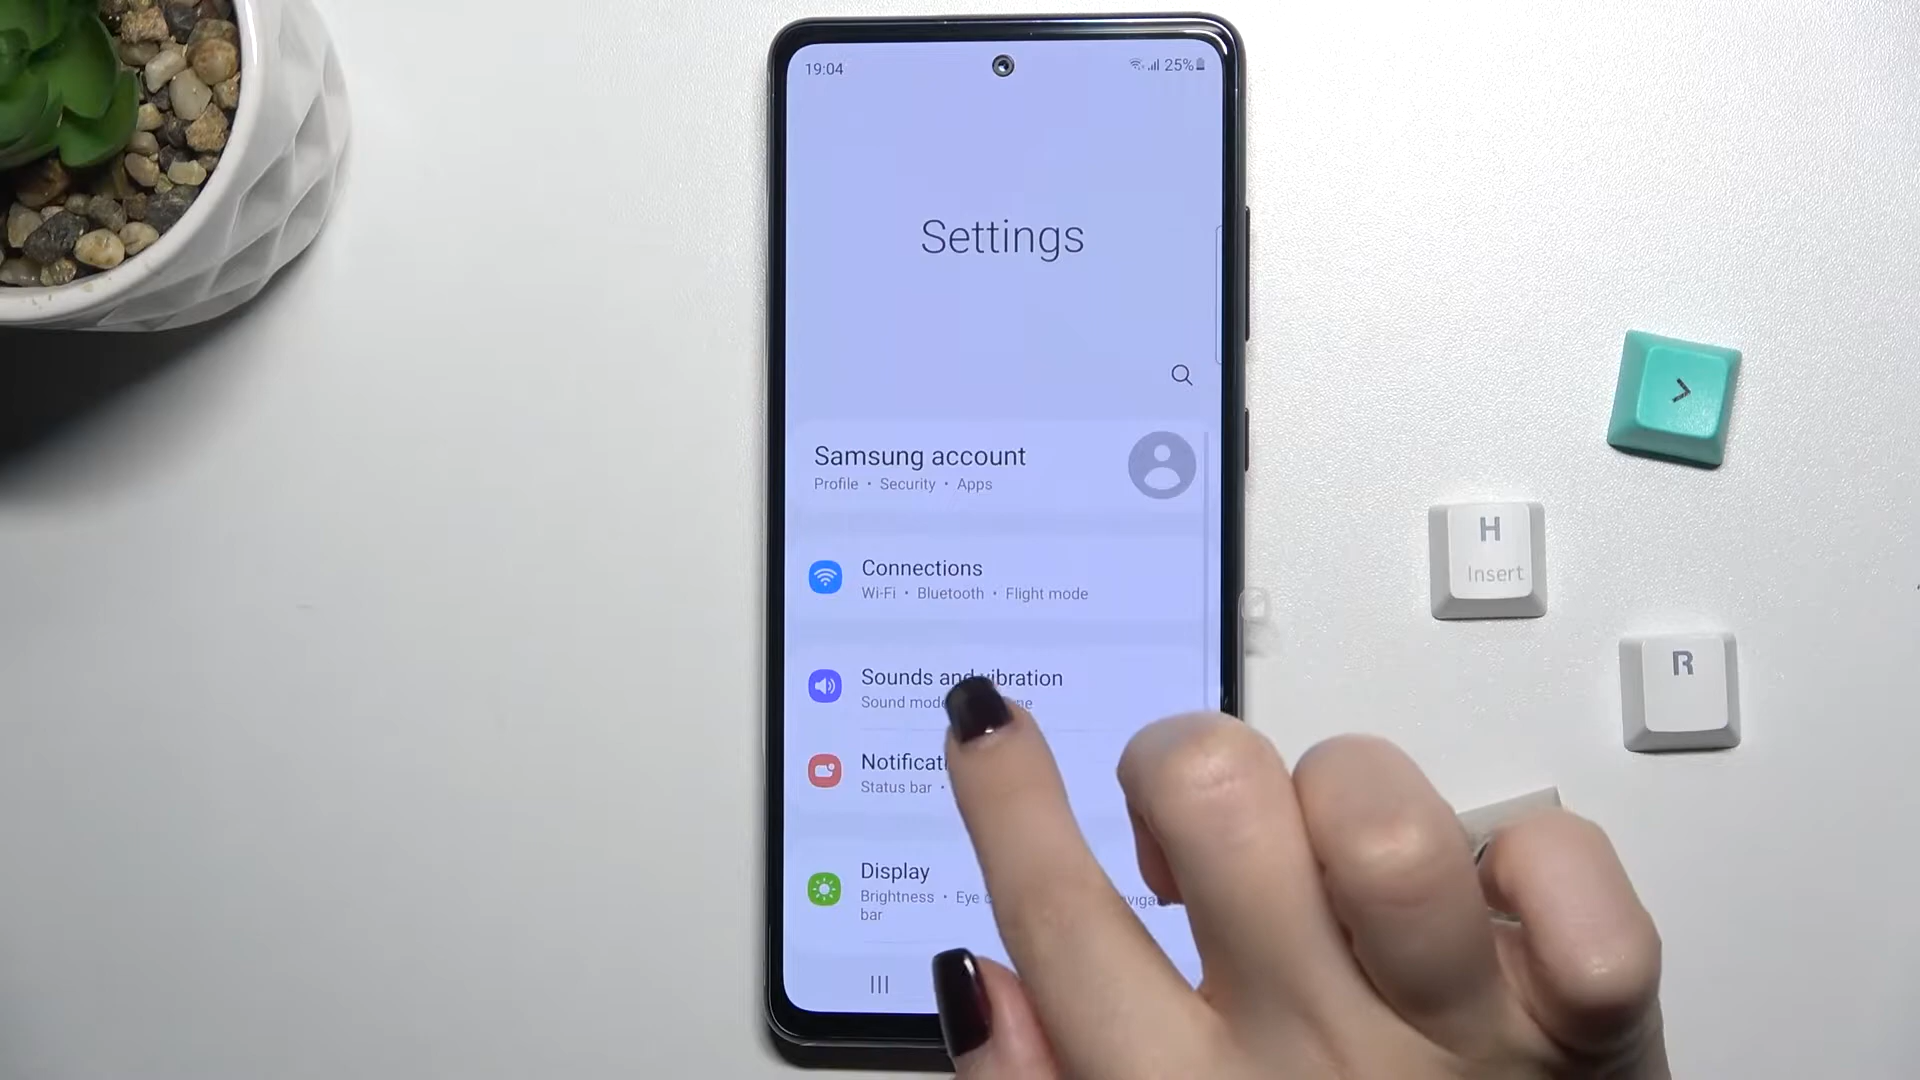 19:04
25%
Settings
Samsung account
Profile • Security • Apps
Connections
Wi-Fi • Bluetooth • Flight mode
Sounds and vibration
Sound mode
Status bar •
Display
Brightness • Eye
bar
>
H
Insert
R